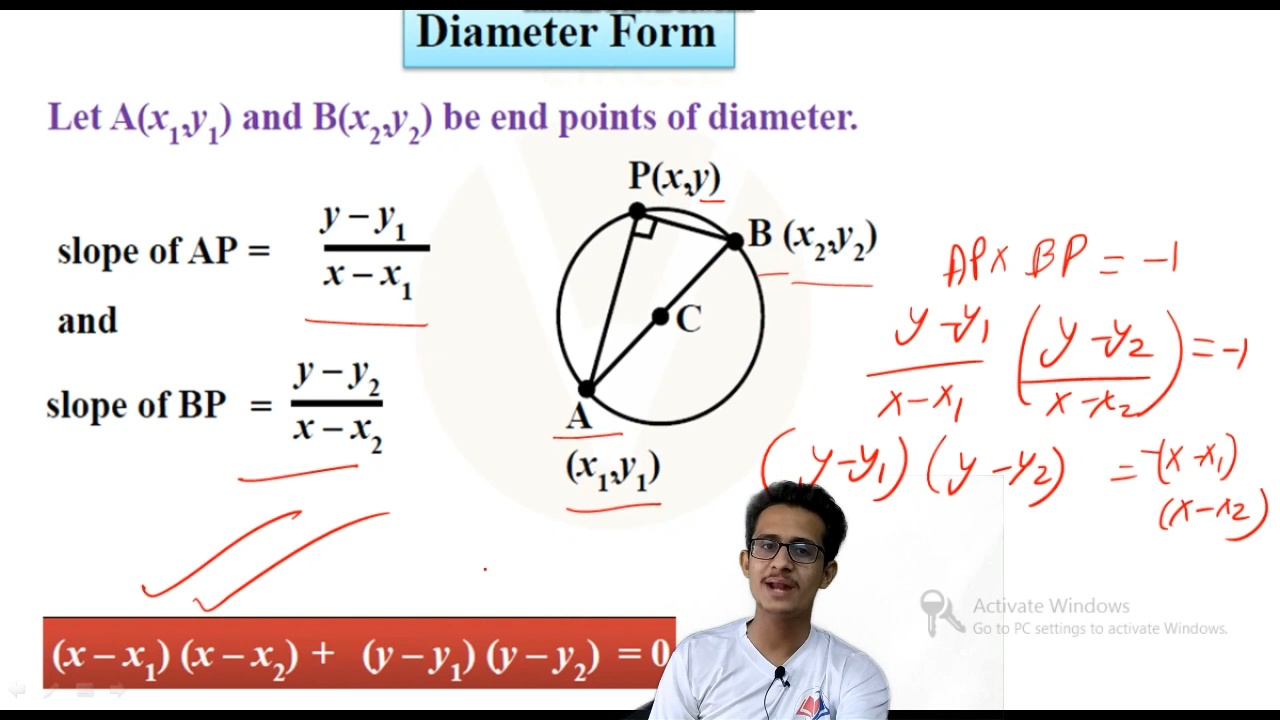 Diameter Form
Let A(x₁,y₁) and B(x₂,y₂) be end points of diameter.
P(x,y)
slope of AP = y − y₁ / x − x₁
B (x₂,y₂)
and
C
slope of BP = y − y₂ / x − x₂
A
(x₁,y₁)
AP × BP = −1
y − y₁ / x − x₁ (y − y₂ / x − x₂) = −1
(y − y₁) (y − y₂) = −(x − x₁)
(x − x₂)
(x − x₁) (x − x₂) + (y − y₁) (y − y₂) = 0
Activate Windows
Go to PC settings to activate Windows.